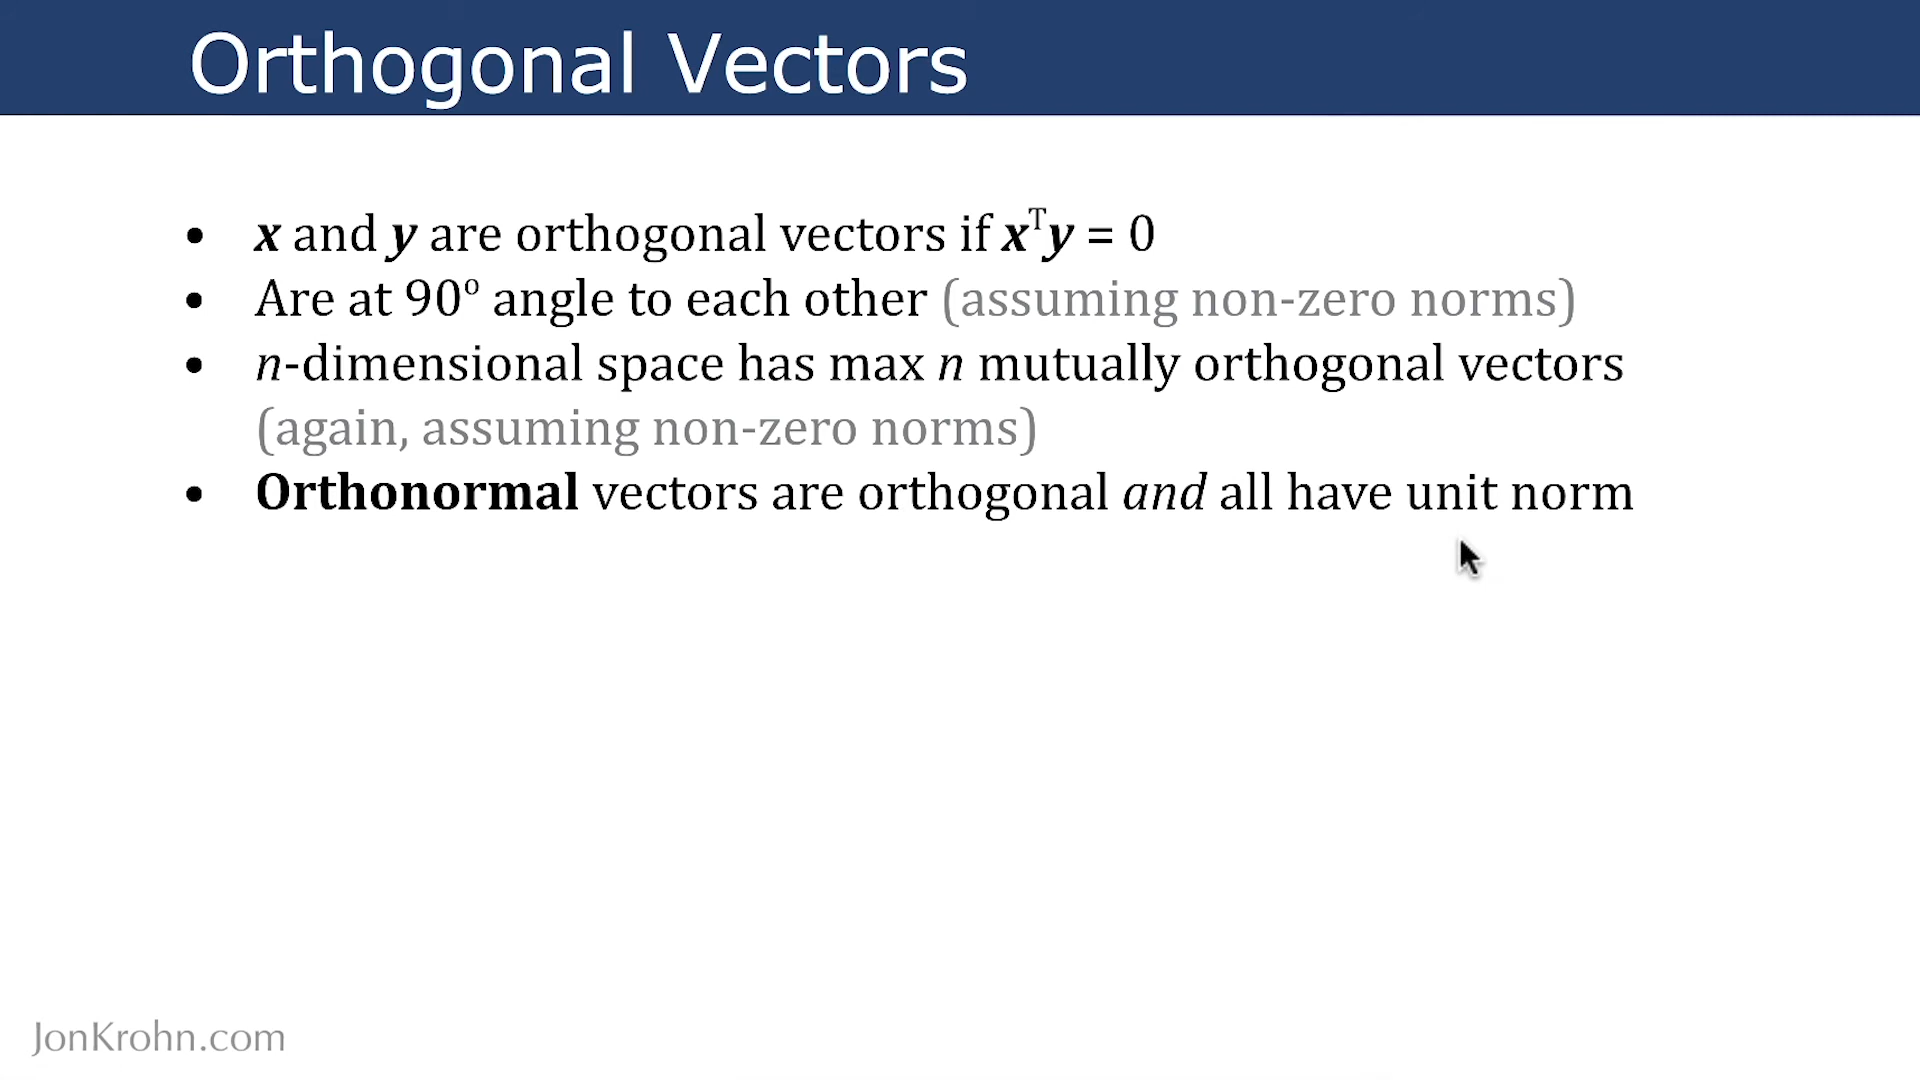 Orthogonal Vectors
• x and y are orthogonal vectors if xᵀy = 0
• Are at 90º angle to each other (assuming non-zero norms)
• n-dimensional space has max n mutually orthogonal vectors
(again, assuming non-zero norms)
• Orthonormal vectors are orthogonal and all have unit norm
JonKrohn.com